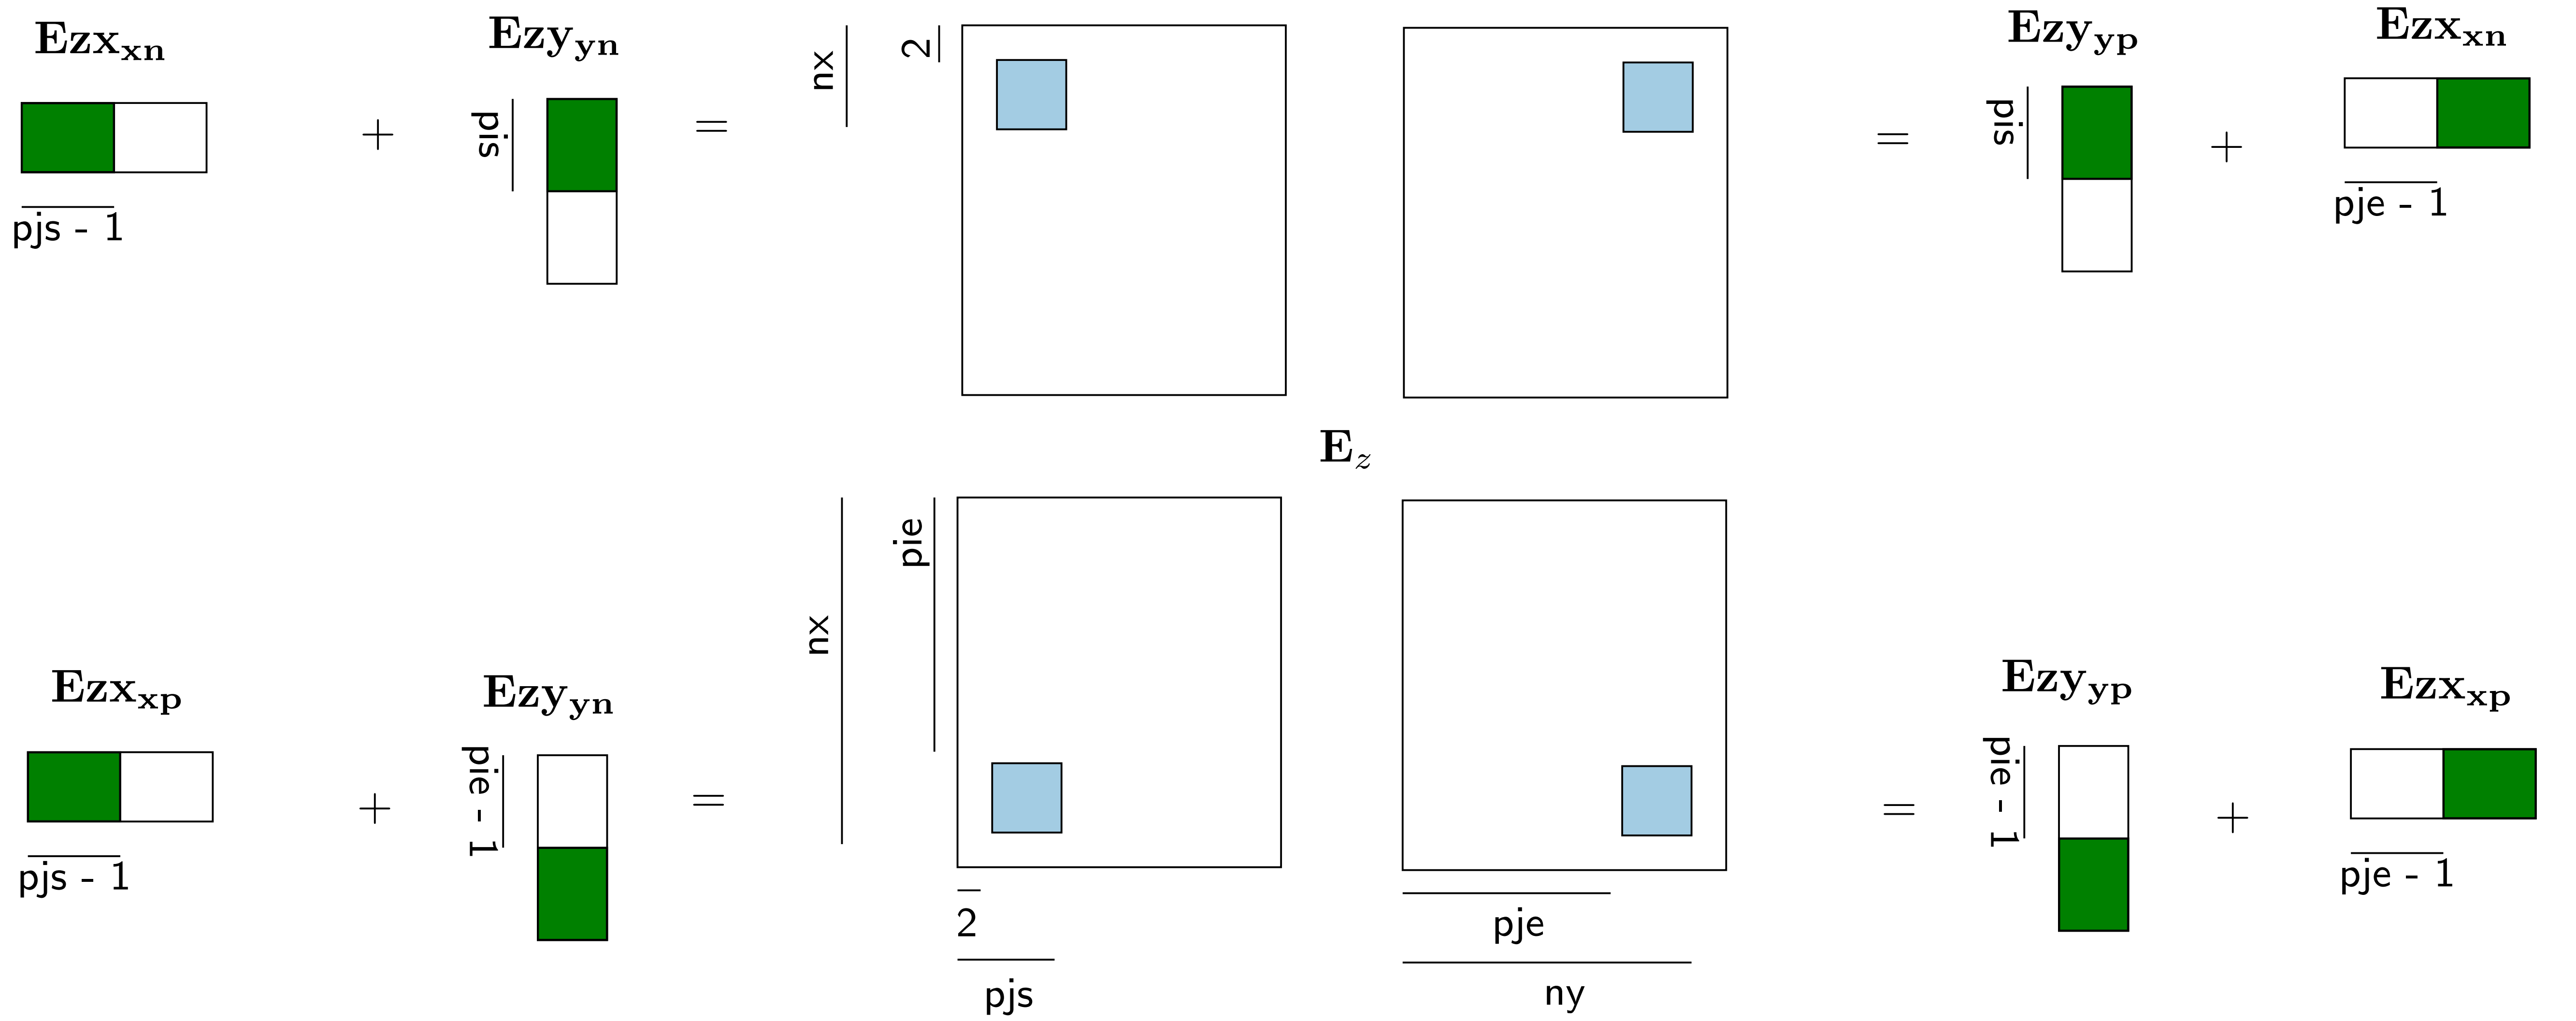 Ezx_xn
Ezy_yn
nx
2
Ezy_yp
Ezx_xn
pis
+
=
=
pis
+
pjs - 1
pje - 1
E_z
Ezx_xp
Ezy_yn
nx
pie
Ezy_yp
Ezx_xp
pie - 1
+
=
=
pie - 1
+
pjs - 1
pje - 1
2
pje
pjs
ny